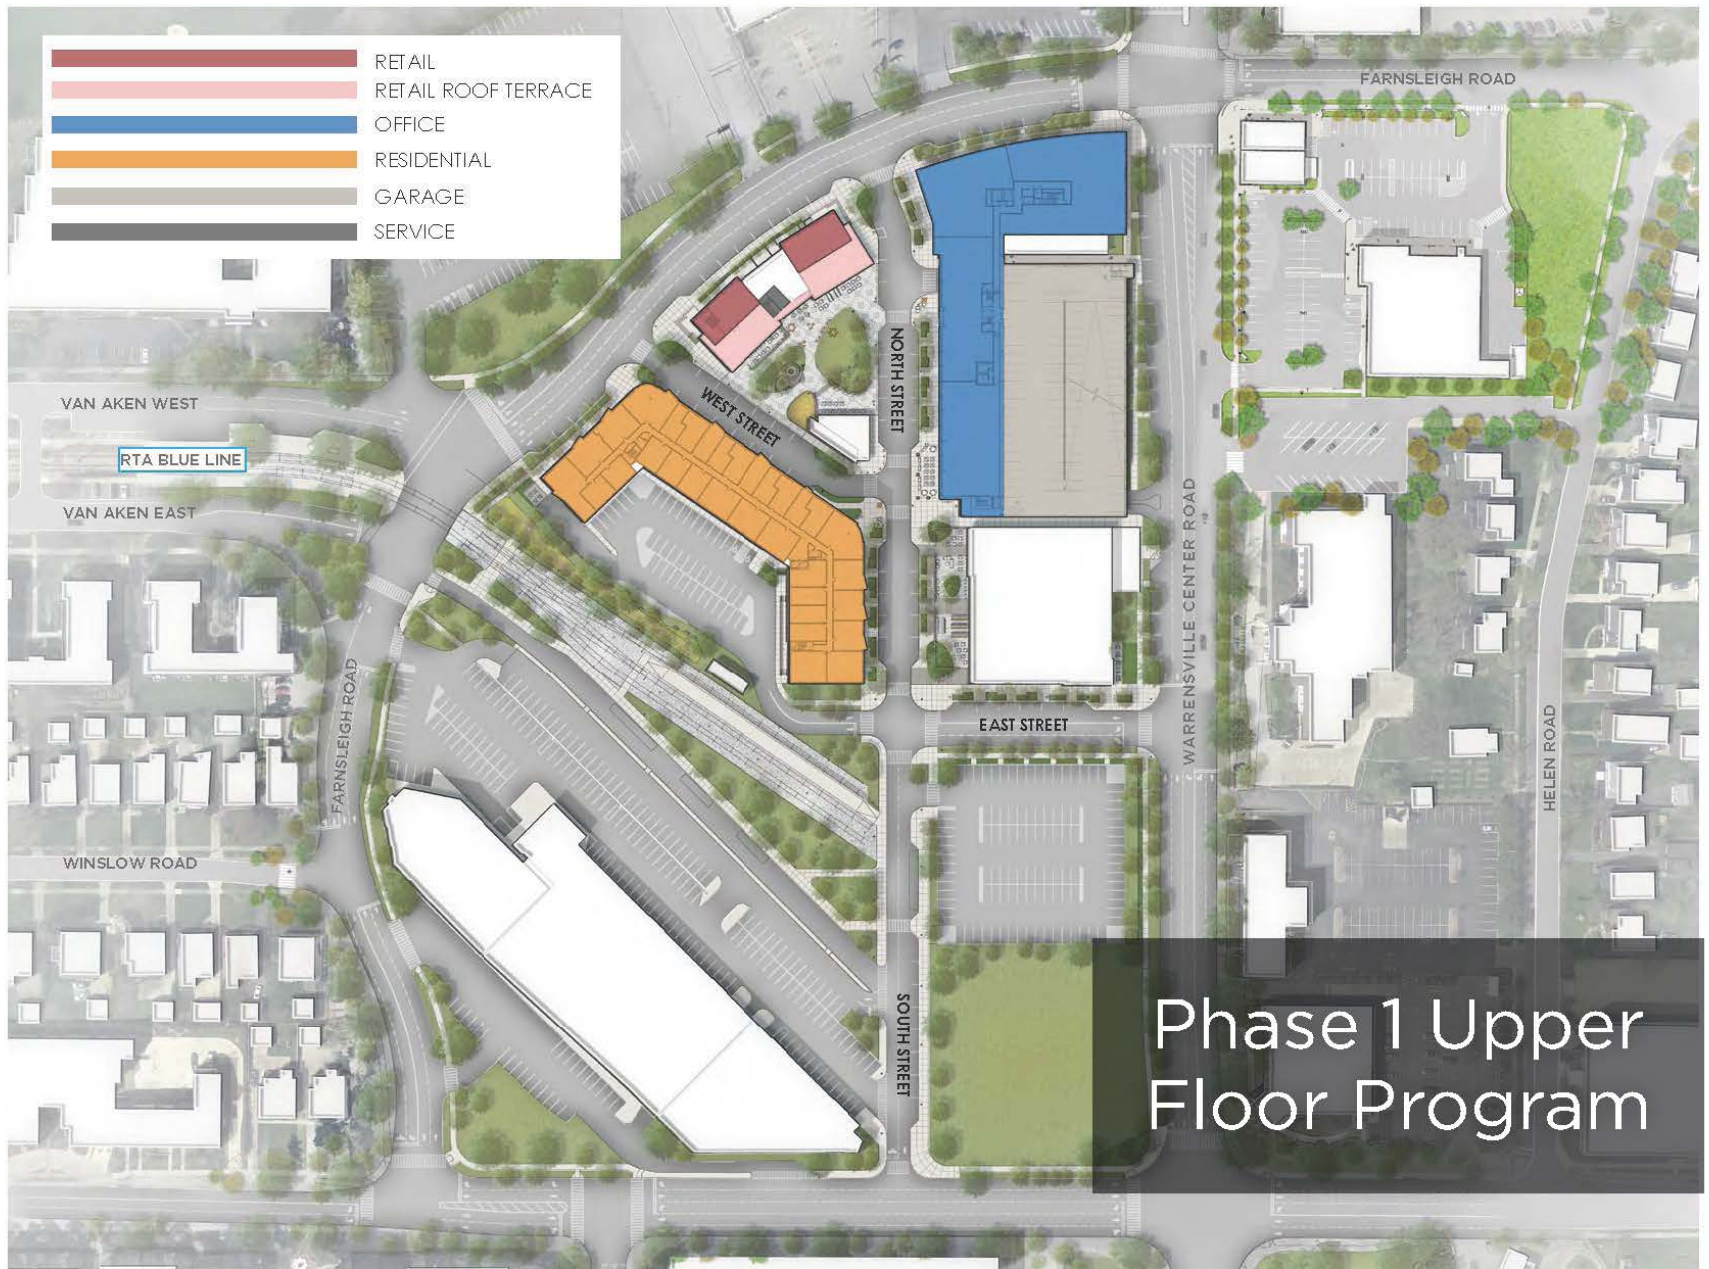 RETAIL
RETAIL ROOF TERRACE
OFFICE
RESIDENTIAL
GARAGE
SERVICE
FARNSLEIGH ROAD
VAN AKEN WEST
RTA BLUE LINE
VAN AKEN EAST
WEST STREET
NORTH STREET
WARRENSVILLE CENTER ROAD
EAST STREET
FARNSLEIGH ROAD
HELEN ROAD
WINSLOW ROAD
SOUTH STREET
Phase 1 Upper
Floor Program